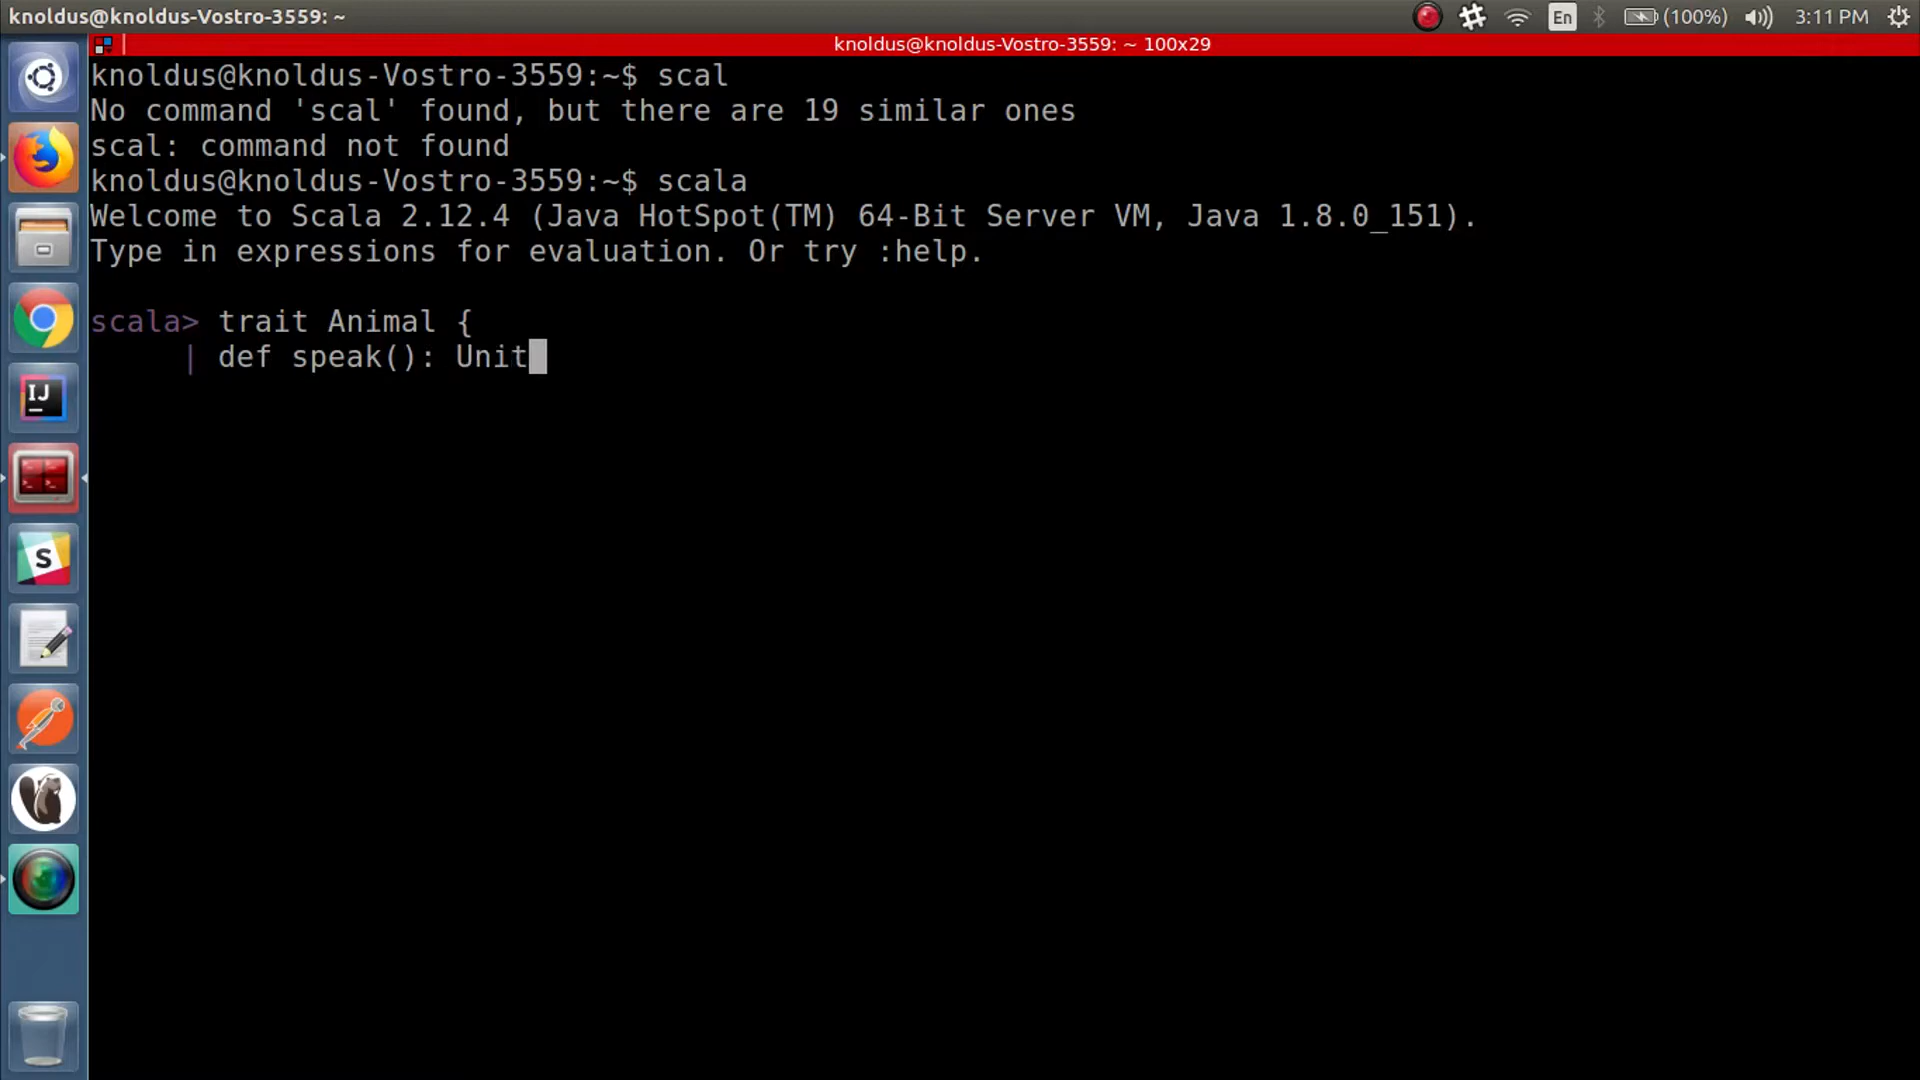 knoldus@knoldus-Vostro-3559: ~
En
(100%)
3:11 PM
knoldus@knoldus-Vostro-3559: ~ 100x29
knoldus@knoldus-Vostro-3559:~$ scal
No command 'scal' found, but there are 19 similar ones
scal: command not found
knoldus@knoldus-Vostro-3559:~$ scala
Welcome to Scala 2.12.4 (Java HotSpot(TM) 64-Bit Server VM, Java 1.8.0_151).
Type in expressions for evaluation. Or try :help.
scala> trait Animal {
| def speak(): Unit
IJ
S